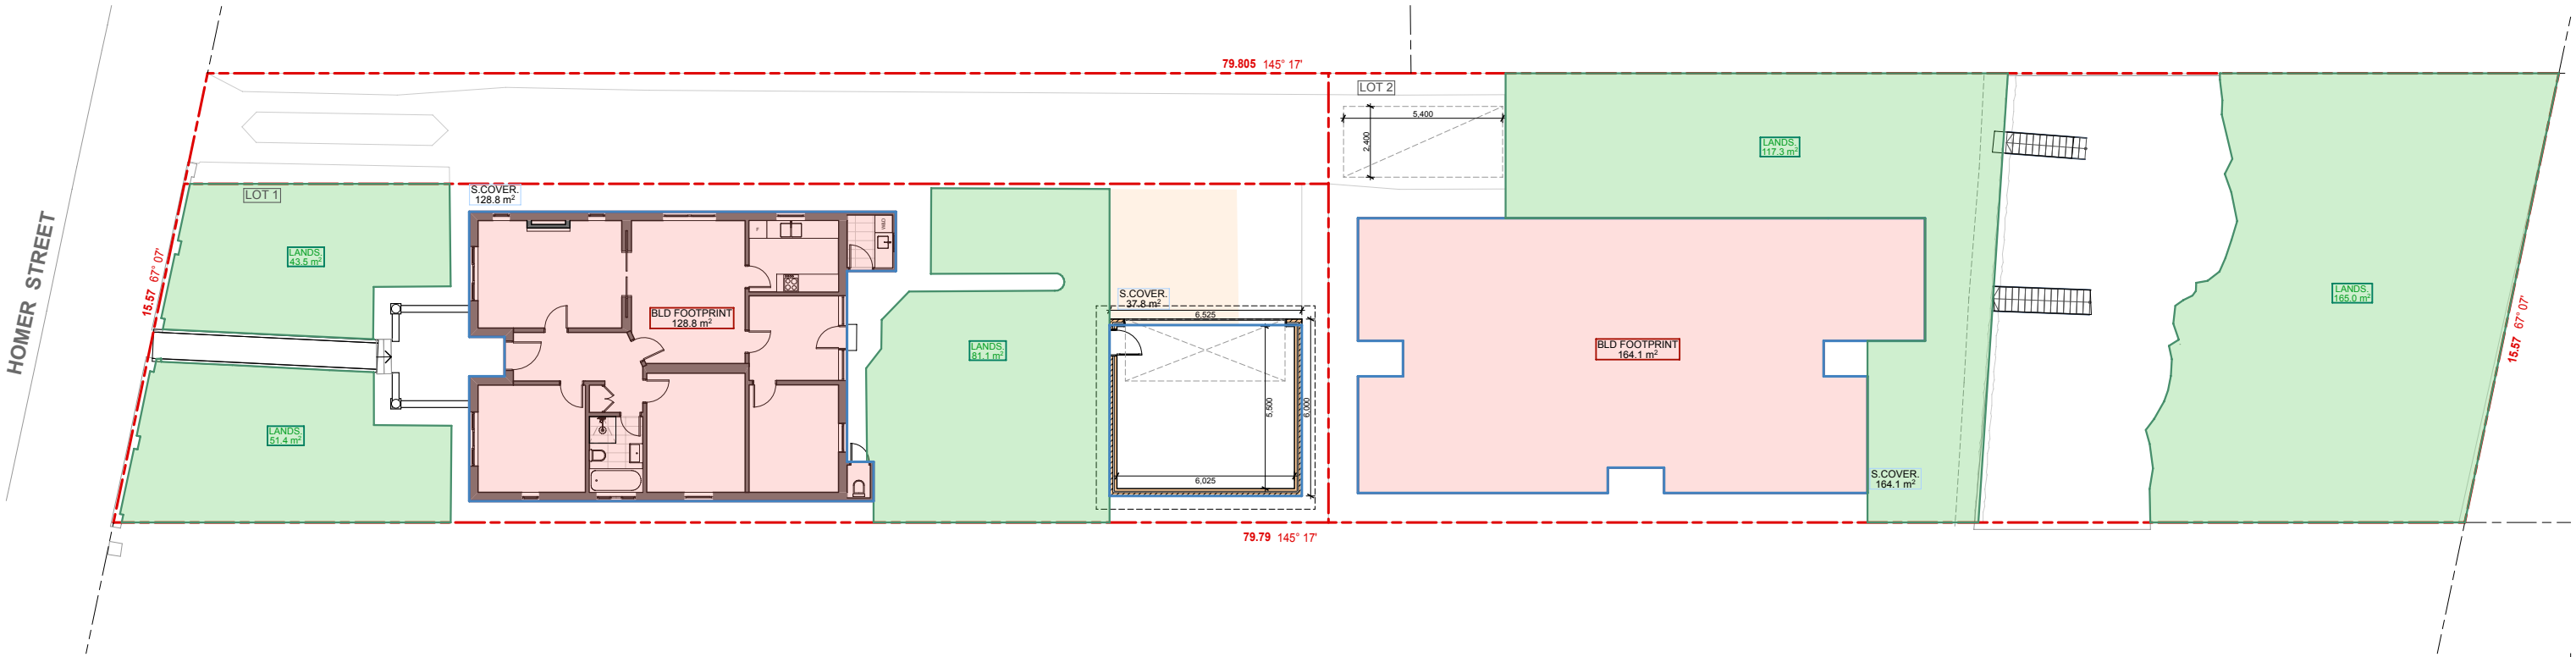 79.805 145° 17'
LOT 2
5,400
2,400
LANDS.
117.3 m²
HOMER STREET
15.57 67° 07'
LOT 1
S.COVER.
128.8 m²
LANDS.
43.5 m²
BLD FOOTPRINT
128.8 m²
LANDS.
51.4 m²
LANDS.
81.1 m²
S.COVER.
37.8 m²
6,525
5,500
6,000
6,025
BLD FOOTPRINT
164.1 m²
S.COVER.
164.1 m²
LANDS.
165.0 m²
15.57 67° 07'
79.79 145° 17'